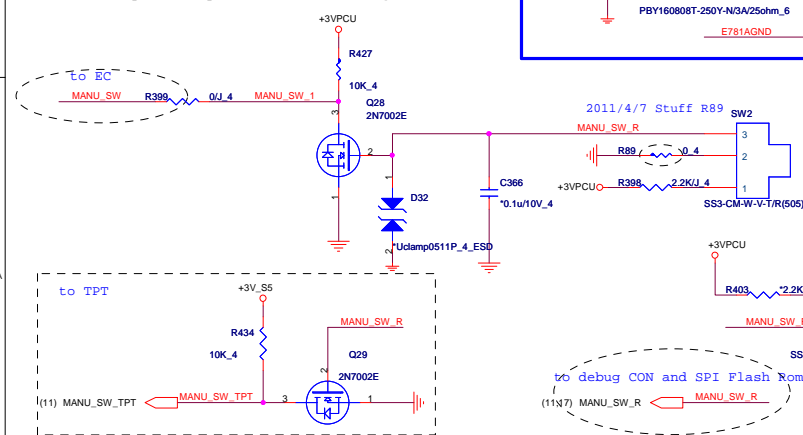 PBY160808T-250Y-N/3A/25ohm_6
E781AGND
+3VPCU
R427
10K_4
to EC
MANU_SW
R399
0/J_4
MANU_SW_1
Q28
2N7002E
3
2
1
2011/4/7 Stuff R89
SW2
MANU_SW_R
3
R89
0_4
2
+3VPCU
R398
2.2K/J_4
1
SS3-CM-W-V-T/R(505)
1
D32
2
*Uclamp0511P_4_ESD
C366
*0.1u/10V_4
to TPT
+3V_S5
R434
10K_4
MANU_SW_R
2
Q29
2N7002E
(11) MANU_SW_TPT
MANU_SW_TPT
3
1
+3VPCU
R403
*2.2K
MANU_SW_R
SS
to debug CON and SPI Flash Rom
(11,17) MANU_SW_R
MANU_SW_R